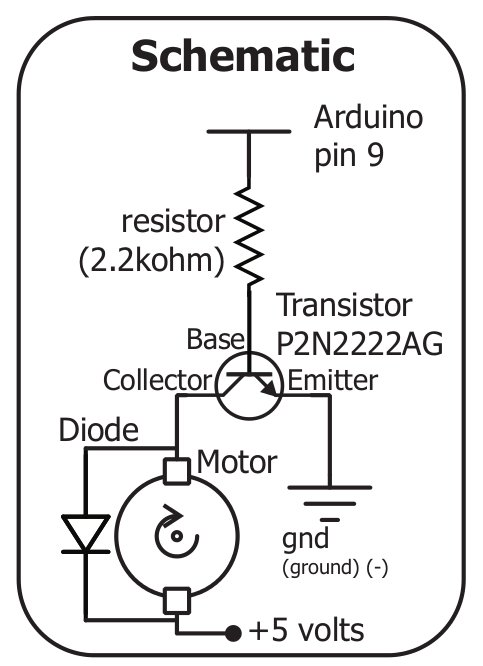 Schematic
Arduino
pin 9
resistor
(2.2kohm)
Transistor
P2N2222AG
Base
Collector
Emitter
Diode
Motor
gnd
(ground) (-)
+5 volts